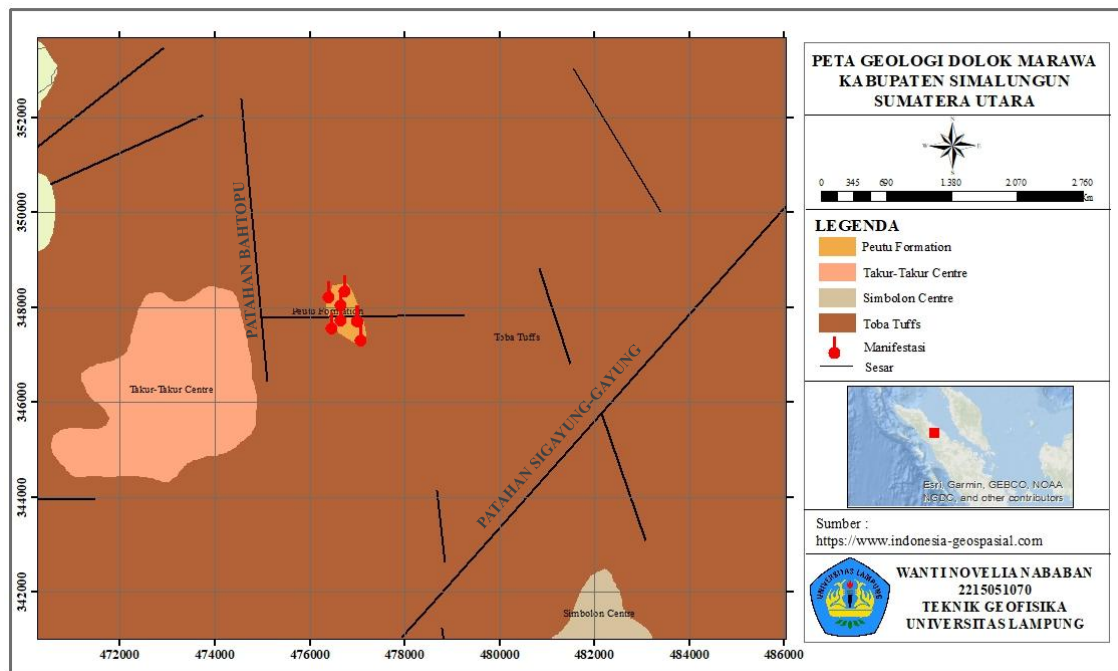 PETA GEOLOGI DOLOK MARAWA
KABUPATEN SIMALUNGUN
SUMATERA UTARA
N
W
E
S
0 345 690 1.380 2.070 2.760
Km
LEGENDA
Peutu Formation
Takur-Takur Centre
Simbolon Centre
Toba Tuffs
Manifestasi
Sesar
Esri, Garmin, GEBCO, NOAA
NGDC, and other contributors
Sumber :
https://www.indonesia-geospasial.com
UNIVERSITAS LAMPUNG
WANTI NOVELIA NABABAN
2215051070
TEKNIK GEOFISIKA
UNIVERSITAS LAMPUNG
352000
350000
348000
346000
344000
342000
PATAHAN BAHTOPU
Peutu Formation
Toba Tuffs
Takur-Takur Centre
PATAHAN SIGAYUNG-GAYUNG
Simbolon Centre
472000 474000 476000 478000 480000 482000 484000 486000